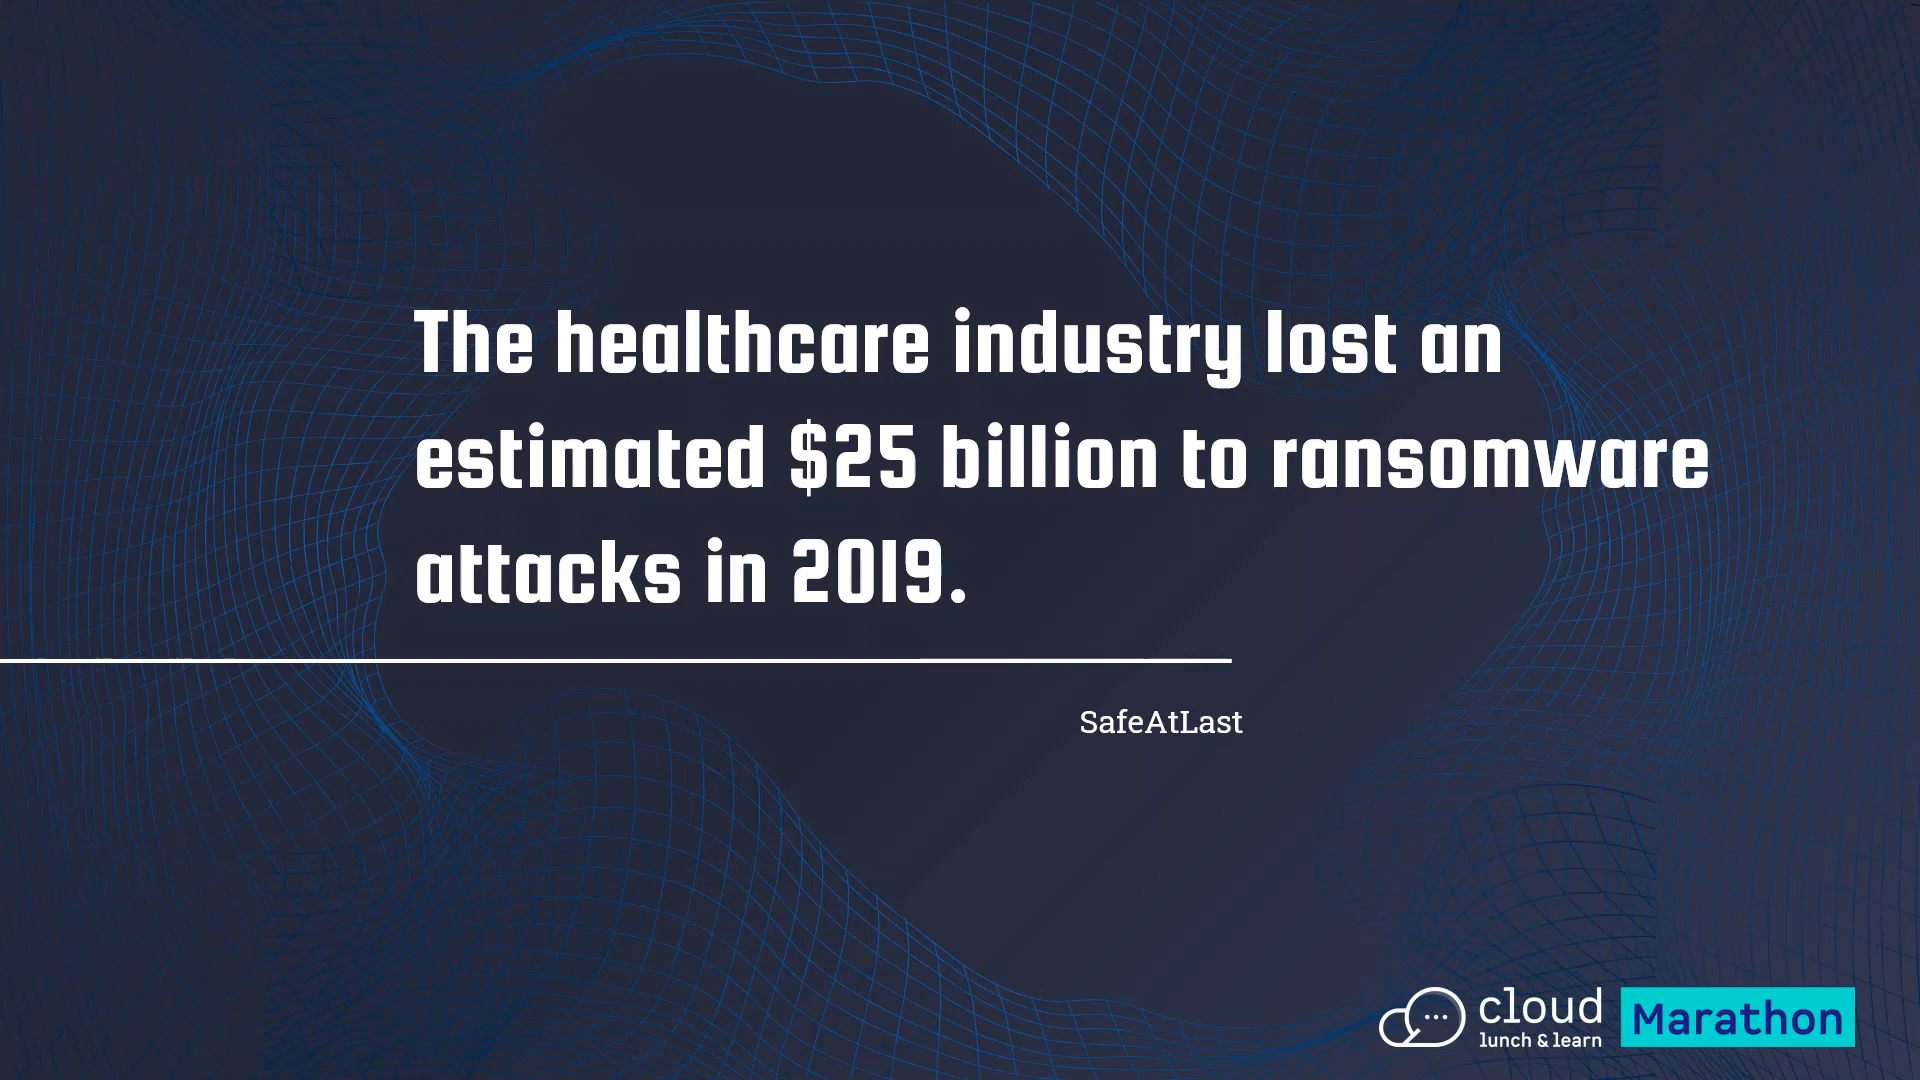 The healthcare industry lost an
estimated $25 billion to ransomware
attacks in 2019.
SafeAtLast
cloud
lunch & learn
Marathon